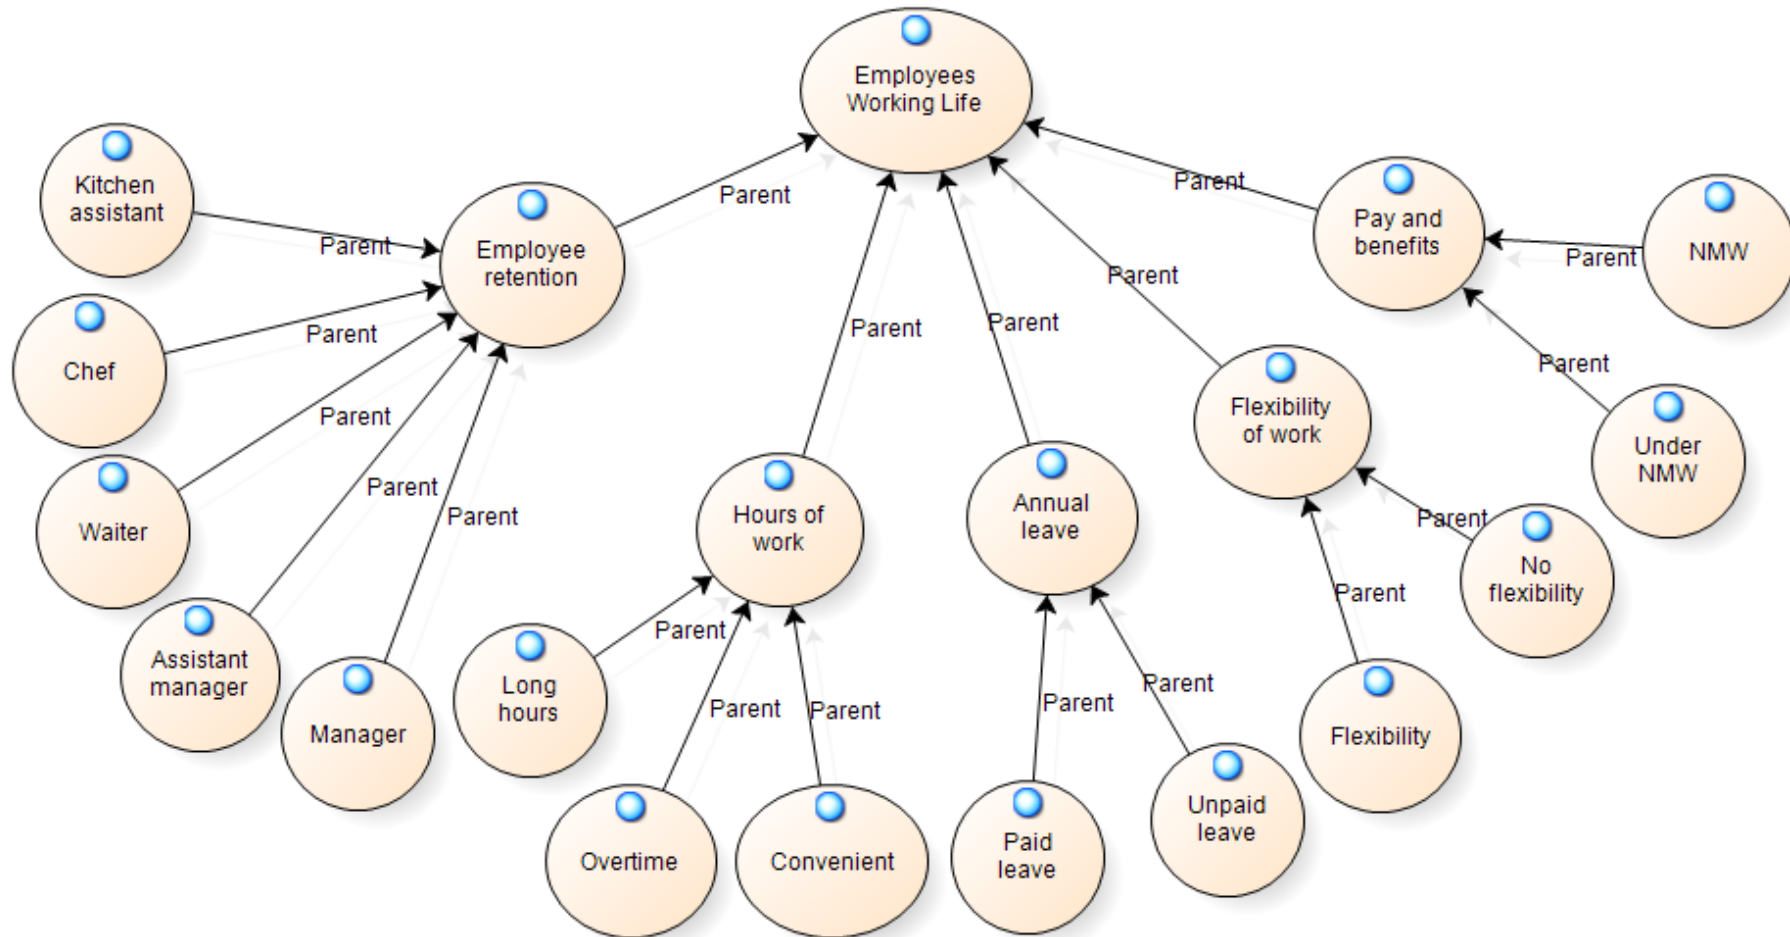 Employees
Working Life
Kitchen
assistant
Parent
Employee
retention
Parent
Parent
Pay and
benefits
Parent
NMW
Chef
Parent
Parent
Parent
Parent
Flexibility
of work
Parent
Under
NMW
Waiter
Parent
Parent
Parent
Hours of
work
Annual
leave
Parent
No
flexibility
Assistant
manager
Manager
Long
hours
Parent
Parent
Parent
Parent
Parent
Parent
Flexibility
Overtime
Convenient
Paid
leave
Unpaid
leave